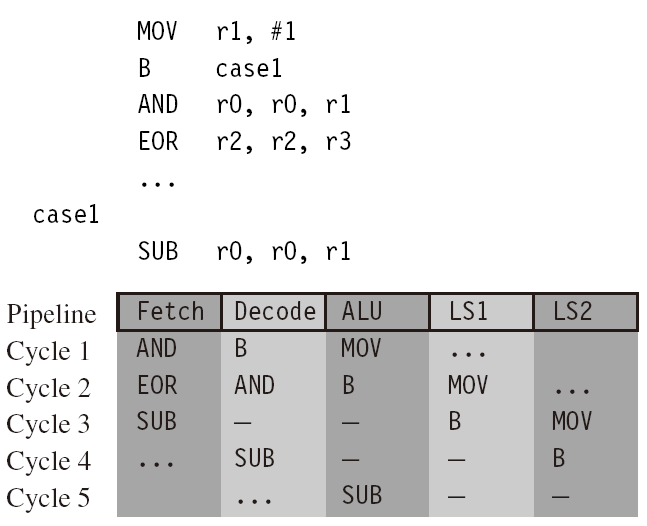 MOV r1, #1
B case1
AND r0, r0, r1
EOR r2, r2, r3
...
case1
SUB r0, r0, r1
Pipeline Fetch Decode ALU LS1 LS2
Cycle 1 AND B MOV ...
Cycle 2 EOR AND B MOV ...
Cycle 3 SUB — — B MOV
Cycle 4 ... SUB — — B
Cycle 5 ... SUB — —